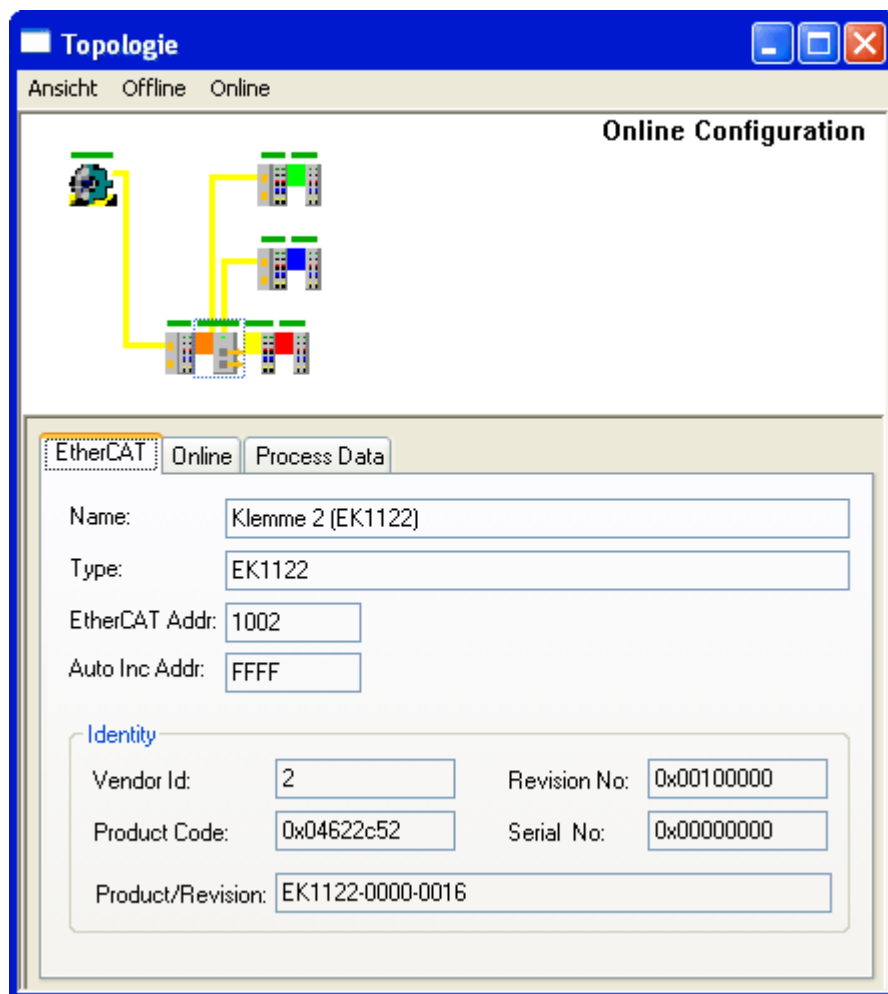 Topologie
Ansicht Offline Online
Online Configuration
EtherCAT Online Process Data
Name: Klemme 2 (EK1122)
Type: EK1122
EtherCAT Addr: 1002
Auto Inc Addr: FFFF
Identity
Vendor Id: 2 Revision No: 0x00100000
Product Code: 0x04622c52 Serial No: 0x00000000
Product/Revision: EK1122-0000-0016